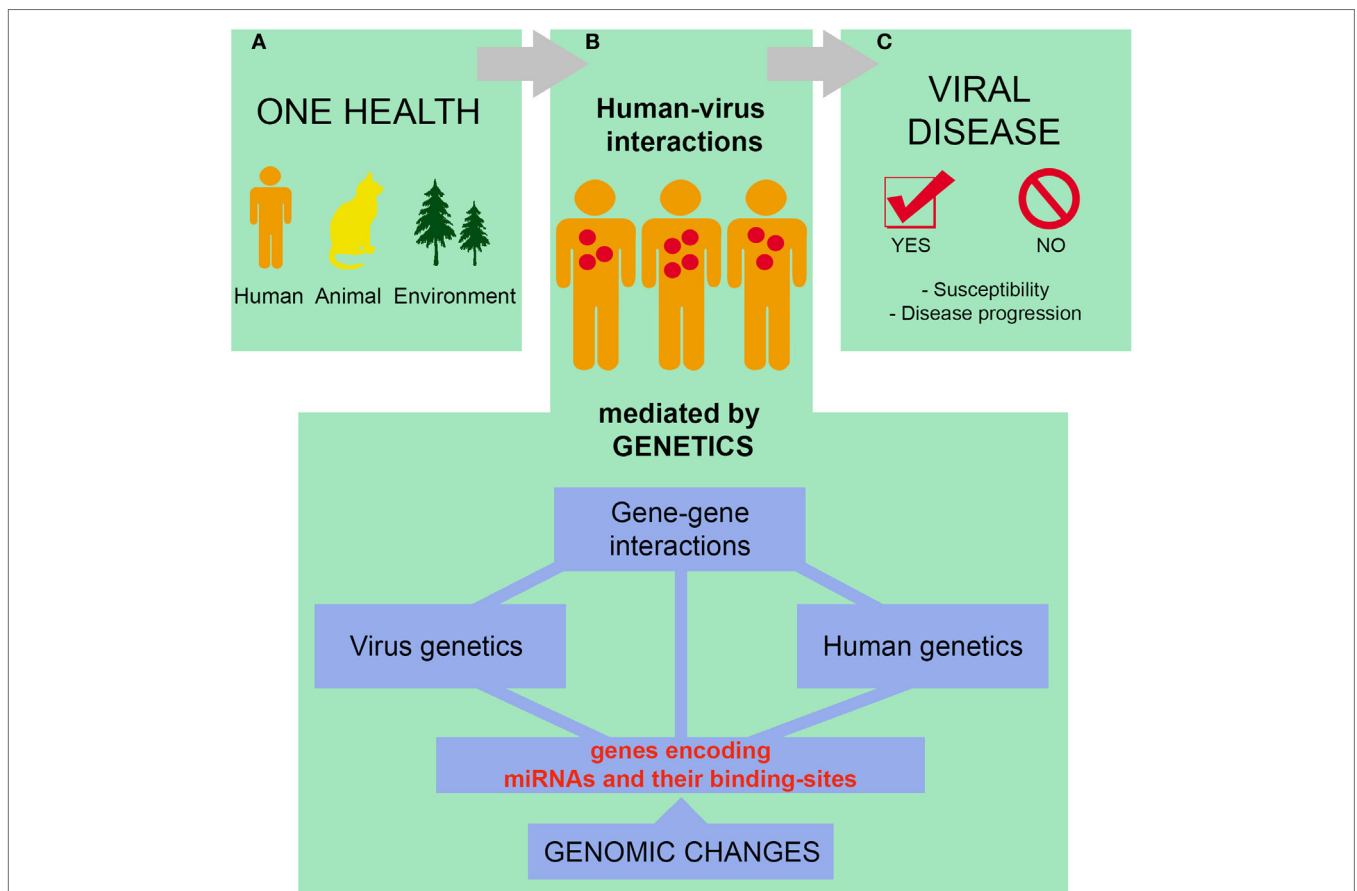 A
ONE HEALTH
Human Animal Environment
B
Human-virus
interactions
mediated by
GENETICS
Gene-gene
interactions
Virus genetics
Human genetics
genes encoding
miRNAs and their binding-sites
GENOMIC CHANGES
C
VIRAL
DISEASE
YES
NO
- Susceptibility
- Disease progression